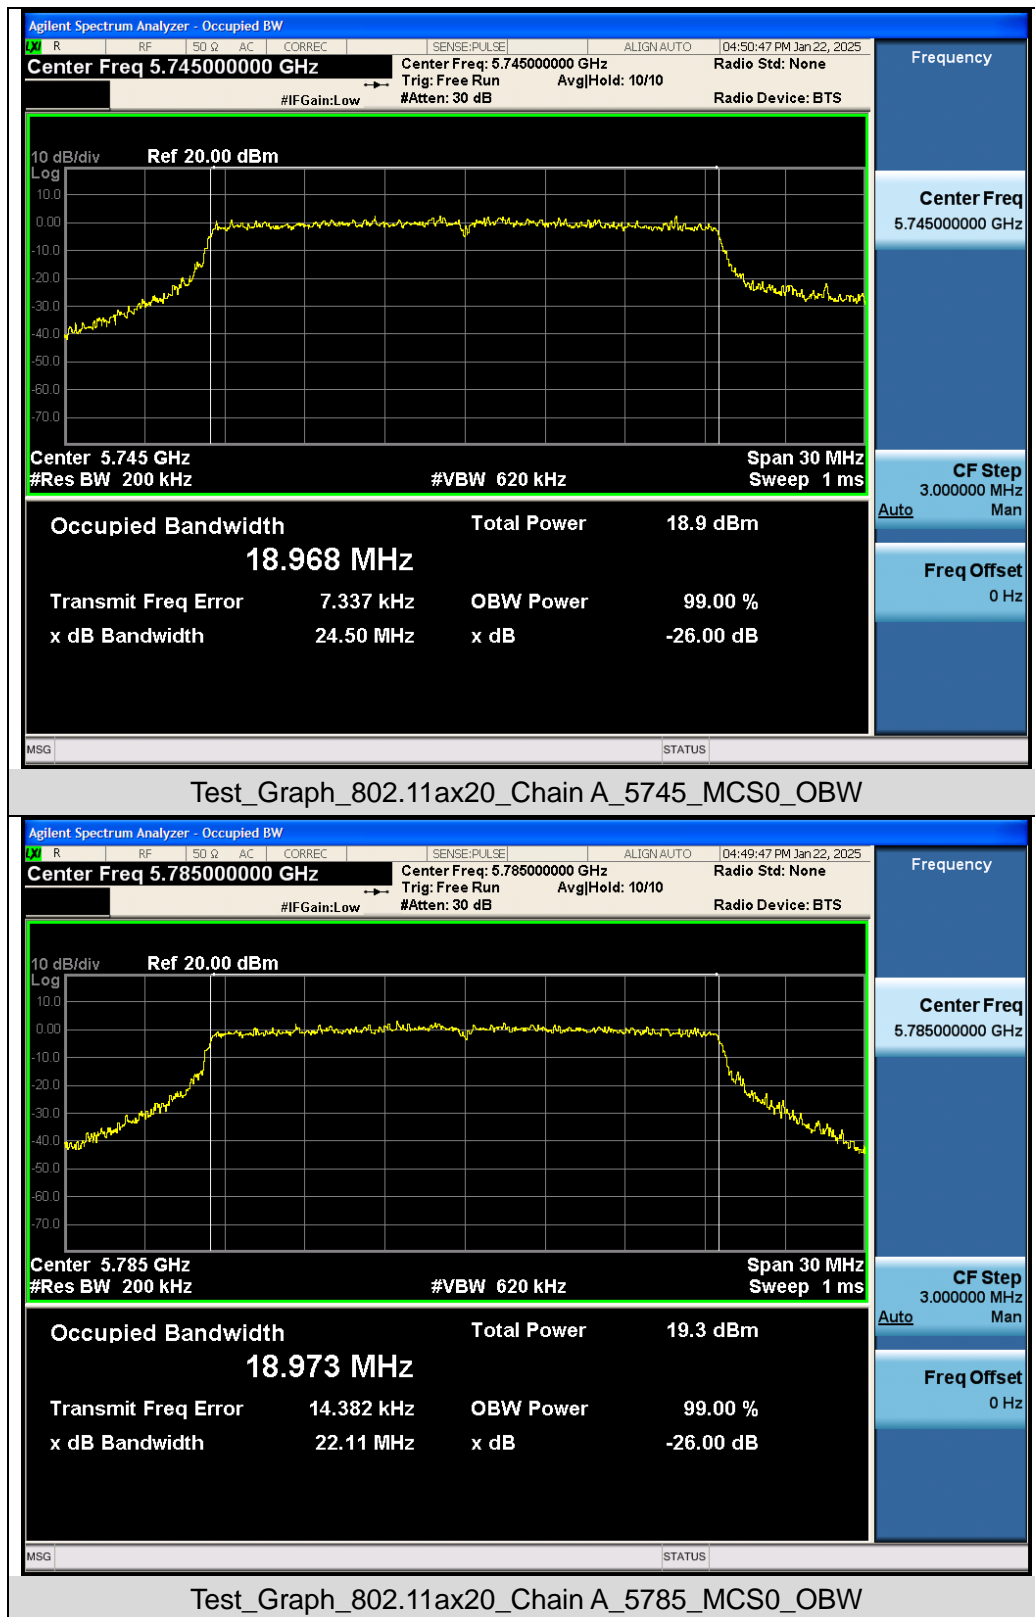 Agilent Spectrum Analyzer - Occupied BW
LXI R RF 50 Ω AC CORREC SENSE:PULSE ALIGN AUTO 04:50:47 PM Jan 22, 2025
Center Freq 5.745000000 GHz Center Freq: 5.745000000 GHz Radio Std: None
Trig: Free Run Avg|Hold: 10/10
#IFGain:Low #Atten: 30 dB Radio Device: BTS
Frequency
10 dB/div Ref 20.00 dBm
Log
10.0
0.00
-10.0
-20.0
-30.0
-40.0
-50.0
-60.0
-70.0
Center 5.745 GHz Span 30 MHz
#Res BW 200 kHz #VBW 620 kHz Sweep 1 ms
Center Freq
5.745000000 GHz
CF Step
3.000000 MHz
Auto Man
Freq Offset
0 Hz
Occupied Bandwidth Total Power 18.9 dBm
18.968 MHz
Transmit Freq Error 7.337 kHz OBW Power 99.00 %
x dB Bandwidth 24.50 MHz x dB -26.00 dB
MSG STATUS
Test_Graph_802.11ax20_Chain A_5745_MCS0_OBW
Agilent Spectrum Analyzer - Occupied BW
LXI R RF 50 Ω AC CORREC SENSE:PULSE ALIGN AUTO 04:49:47 PM Jan 22, 2025
Center Freq 5.785000000 GHz Center Freq: 5.785000000 GHz Radio Std: None
Trig: Free Run Avg|Hold: 10/10
#IFGain:Low #Atten: 30 dB Radio Device: BTS
Frequency
10 dB/div Ref 20.00 dBm
Log
10.0
0.00
-10.0
-20.0
-30.0
-40.0
-50.0
-60.0
-70.0
Center 5.785 GHz Span 30 MHz
#Res BW 200 kHz #VBW 620 kHz Sweep 1 ms
Center Freq
5.785000000 GHz
CF Step
3.000000 MHz
Auto Man
Freq Offset
0 Hz
Occupied Bandwidth Total Power 19.3 dBm
18.973 MHz
Transmit Freq Error 14.382 kHz OBW Power 99.00 %
x dB Bandwidth 22.11 MHz x dB -26.00 dB
MSG STATUS
Test_Graph_802.11ax20_Chain A_5785_MCS0_OBW